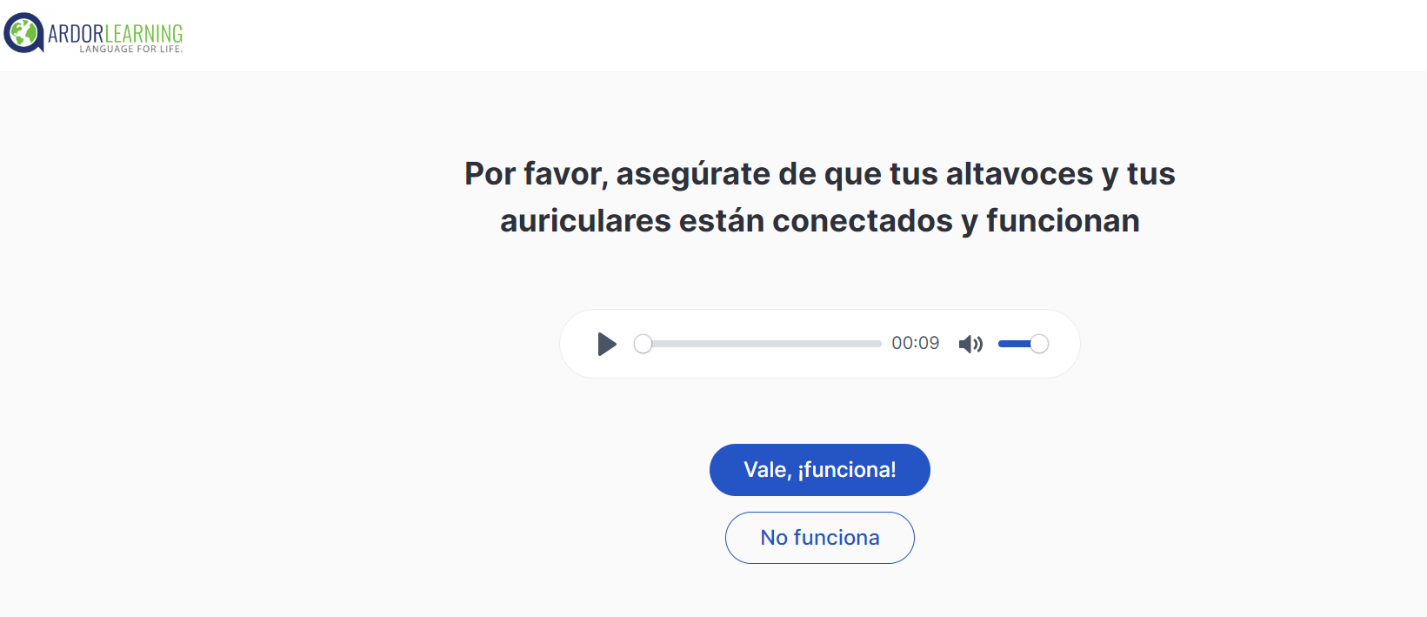 ARDORLEARNING
LANGUAGE FOR LIFE.
Por favor, asegúrate de que tus altavoces y tus
auriculares están conectados y funcionan
00:09
Vale, ¡funciona!
No funciona